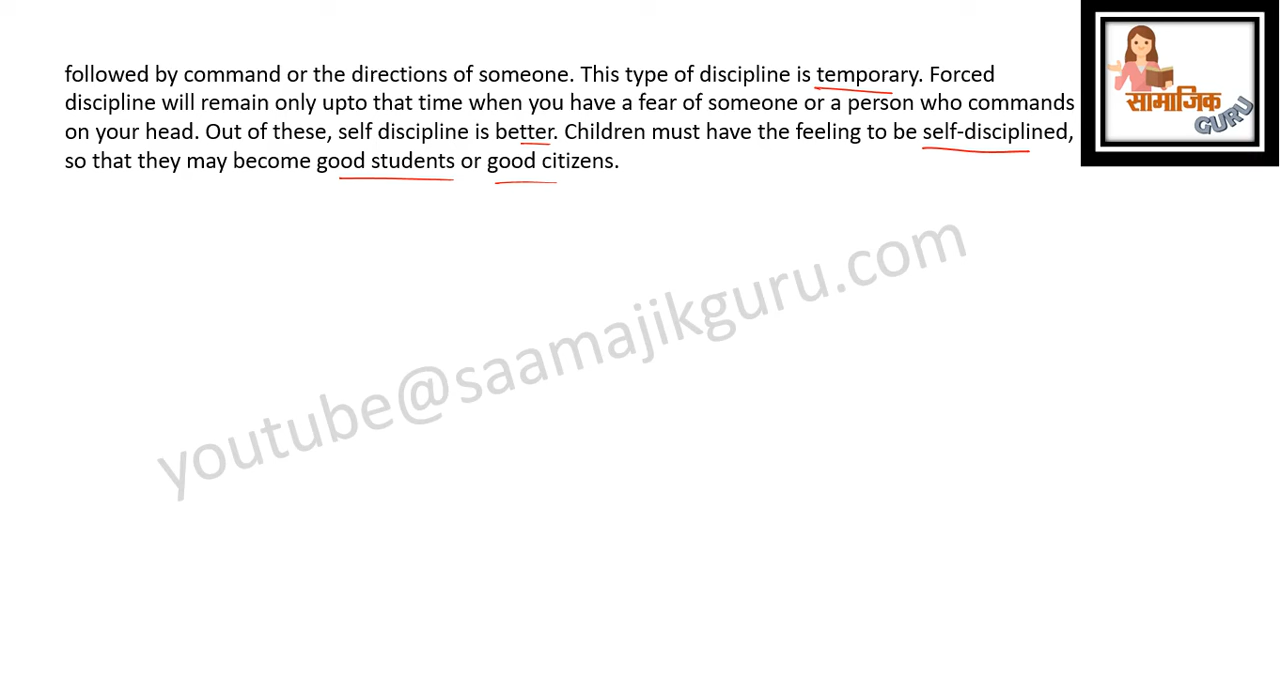 followed by command or the directions of someone. This type of discipline is temporary. Forced
discipline will remain only upto that time when you have a fear of someone or a person who commands
on your head. Out of these, self discipline is better. Children must have the feeling to be self-disciplined,
so that they may become good students or good citizens.
सामाजिक
GURU
youtube@saamajikguru.com